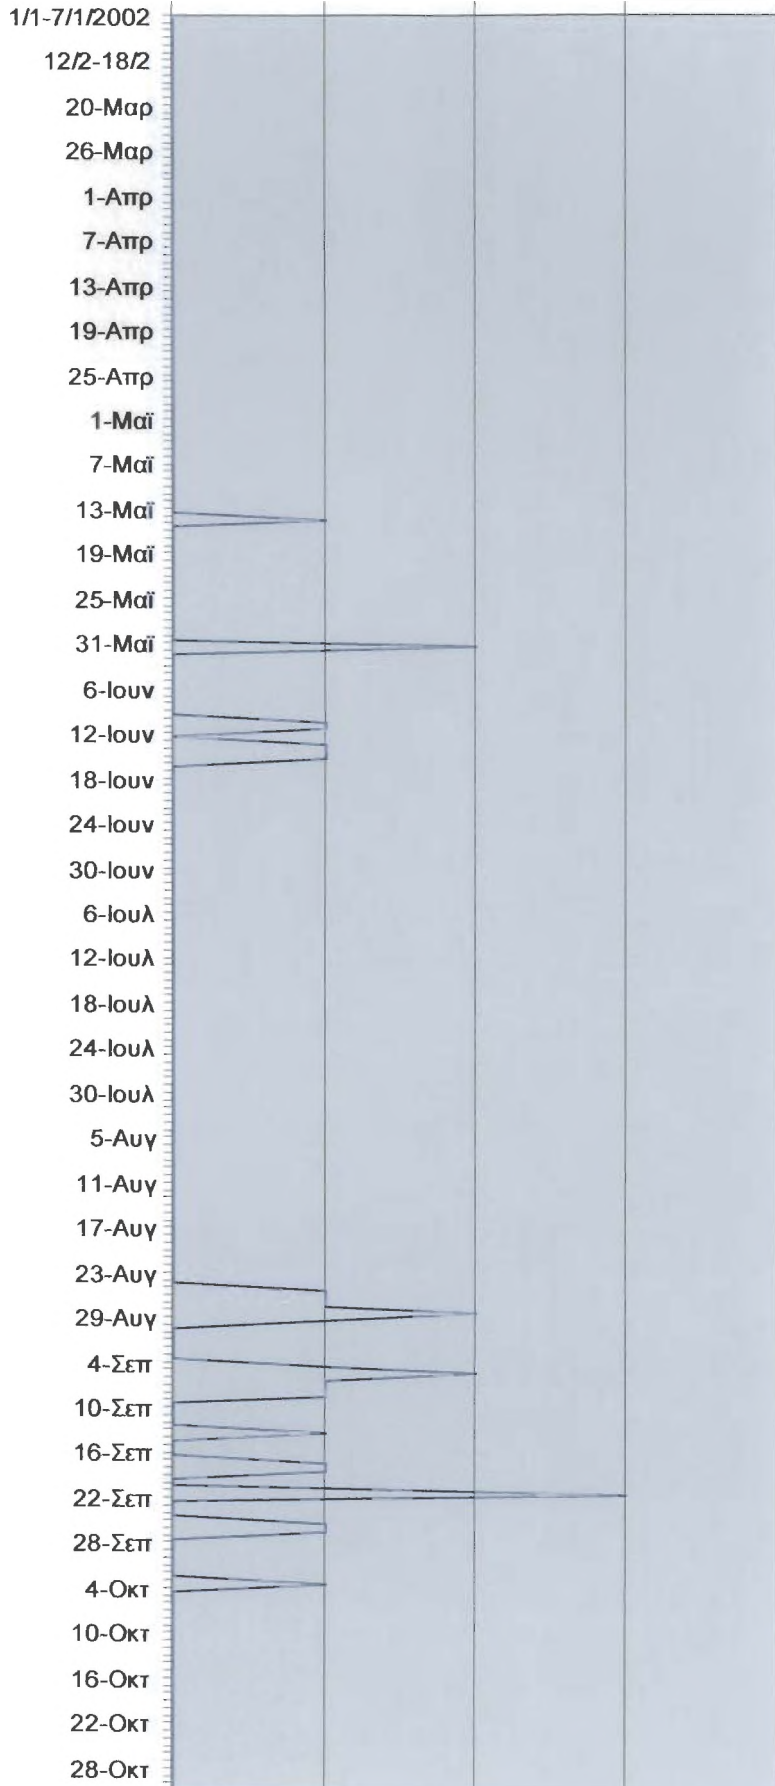 1/1-7/1/2002
12/2-18/2
20-Μαρ
26-Μαρ
1-Απρ
7-Απρ
13-Απρ
19-Απρ
25-Απρ
1-Μαϊ
7-Μαϊ
13-Μαϊ
19-Μαϊ
25-Μαϊ
31-Μαϊ
6-Ιουν
12-Ιουν
18-Ιουν
24-Ιουν
30-Ιουν
6-Ιουλ
12-Ιουλ
18-Ιουλ
24-Ιουλ
30-Ιουλ
5-Αυγ
11-Αυγ
17-Αυγ
23-Αυγ
29-Αυγ
4-Σεπ
10-Σεπ
16-Σεπ
22-Σεπ
28-Σεπ
4-Οκτ
10-Οκτ
16-Οκτ
22-Οκτ
28-Οκτ